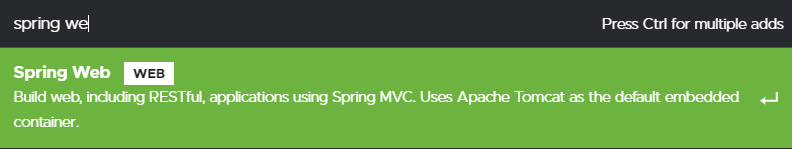 spring we
Press Ctrl for multiple adds
Spring Web WEB
Build web, including RESTful, applications using Spring MVC. Uses Apache Tomcat as the default embedded
container.